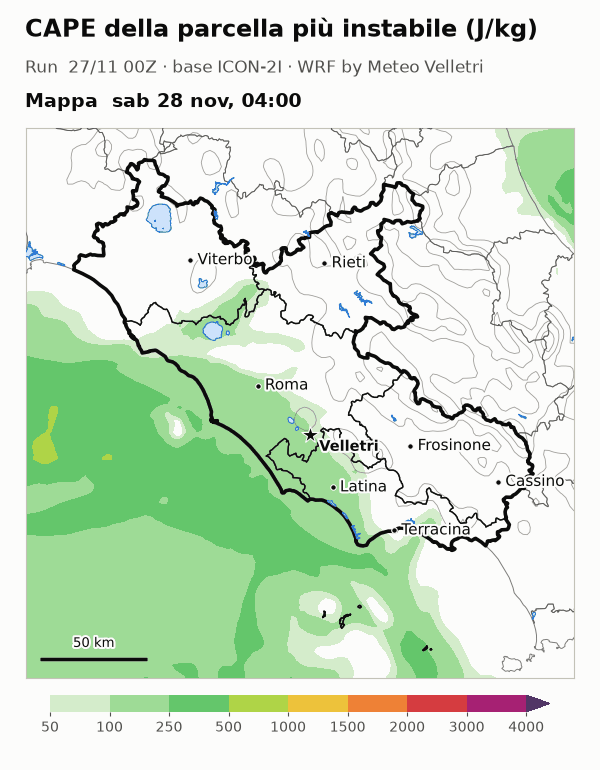 CAPE della parcella più instabile (J/kg)
Run  27/11 00Z · base ICON-2I · WRF by Meteo Velletri
Mappa  sab 28 nov, 04:00
Viterbo
Rieti
Roma
Velletri
Frosinone
Latina
Cassino
Terracina
50 km
50 100 250 500 1000 1500 2000 3000 4000